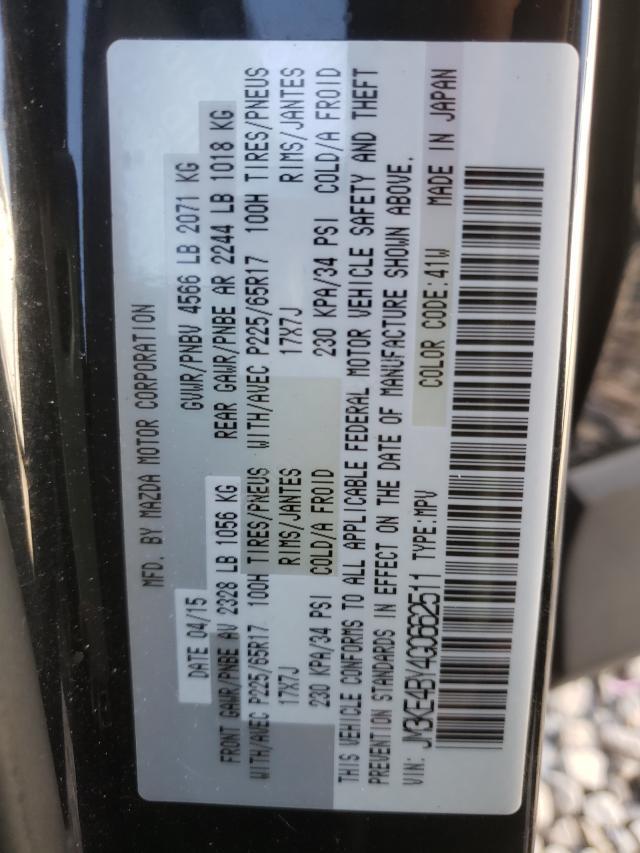 MFD. BY MAZDA MOTOR CORPORATION
DATE 04/15 GVWR/PNBV 4566 LB 2071 KG
FRONT GAWR/PNBE AV 2328 LB 1056 KG REAR GAWR/PNBE AR 2244 LB 1018 KG
WITH/AVEC P225/65R17 100H TIRES/PNEUS WITH/AVEC P225/65R17 100H TIRES/PNEUS
17X7J RIMS/JANTES 17X7J RIMS/JANTES
230 KPA/34 PSI COLD/A FROID 230 KPA/34 PSI COLD/A FROID
THIS VEHICLE CONFORMS TO ALL APPLICABLE FEDERAL MOTOR VEHICLE SAFETY AND THEFT
PREVENTION STANDARDS IN EFFECT ON THE DATE OF MANUFACTURE SHOWN ABOVE.
VIN: JM3KE4BY4G0662511 TYPE:MPV COLOR CODE:41W MADE IN JAPAN